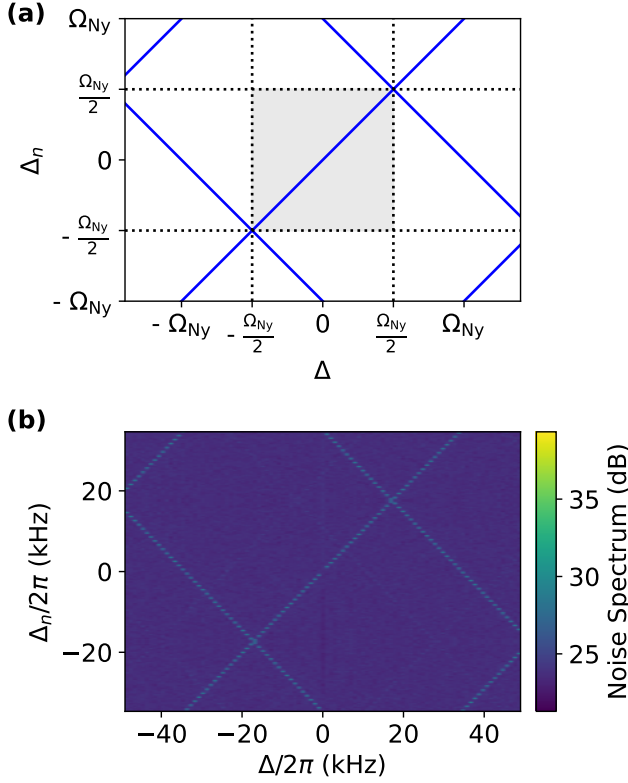 (a)
Ω_Ny
Ω_Ny/2
Δ_n
0
- Ω_Ny/2
- Ω_Ny
- Ω_Ny - Ω_Ny/2 0 Ω_Ny/2 Ω_Ny
Δ
(b)
20
0
−20
Δ_n/2π (kHz)
−40 −20 0 20 40
Δ/2π (kHz)
35
30
25
Noise Spectrum (dB)